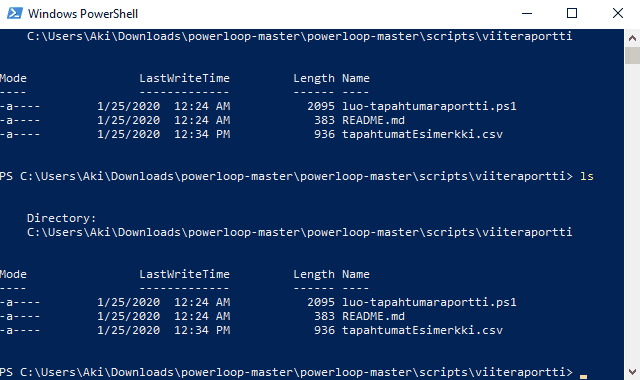 Windows PowerShell
C:\Users\Aki\Downloads\powerloop-master\powerloop-master\scripts\viiteraportti
Mode LastWriteTime Length Name
---- ------------- ------ ----
-a---- 1/25/2020 12:24 AM 2095 luo-tapahtumaraportti.ps1
-a---- 1/25/2020 12:24 AM 383 README.md
-a---- 1/25/2020 12:34 PM 936 tapahtumatEsimerkki.csv
PS C:\Users\Aki\Downloads\powerloop-master\powerloop-master\scripts\viiteraportti> ls
Directory:
C:\Users\Aki\Downloads\powerloop-master\powerloop-master\scripts\viiteraportti
Mode LastWriteTime Length Name
---- ------------- ------ ----
-a---- 1/25/2020 12:24 AM 2095 luo-tapahtumaraportti.ps1
-a---- 1/25/2020 12:24 AM 383 README.md
-a---- 1/25/2020 12:34 PM 936 tapahtumatEsimerkki.csv
PS C:\Users\Aki\Downloads\powerloop-master\powerloop-master\scripts\viiteraportti> _